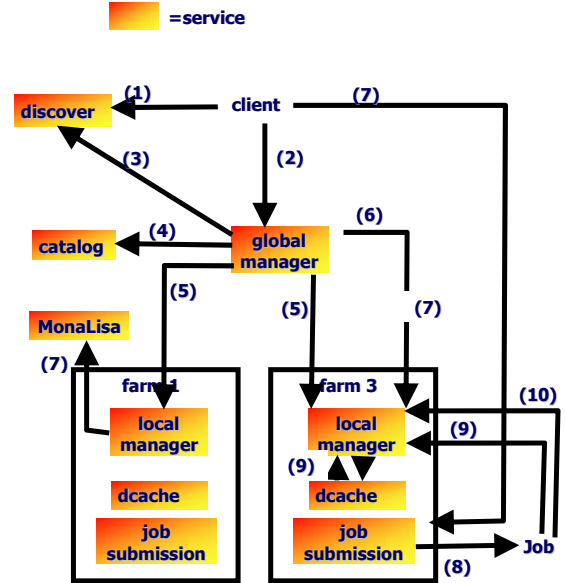 =service
(1)
client
(7)
discover
(3)
(2)
(6)
catalog
(4)
global
manager
(5)
(5)
(7)
MonaLisa
(7)
farm 1
farm 3
(10)
local
manager
local
manager
(9)
(9)
dcache
dcache
job
submission
job
submission
(8)
Job